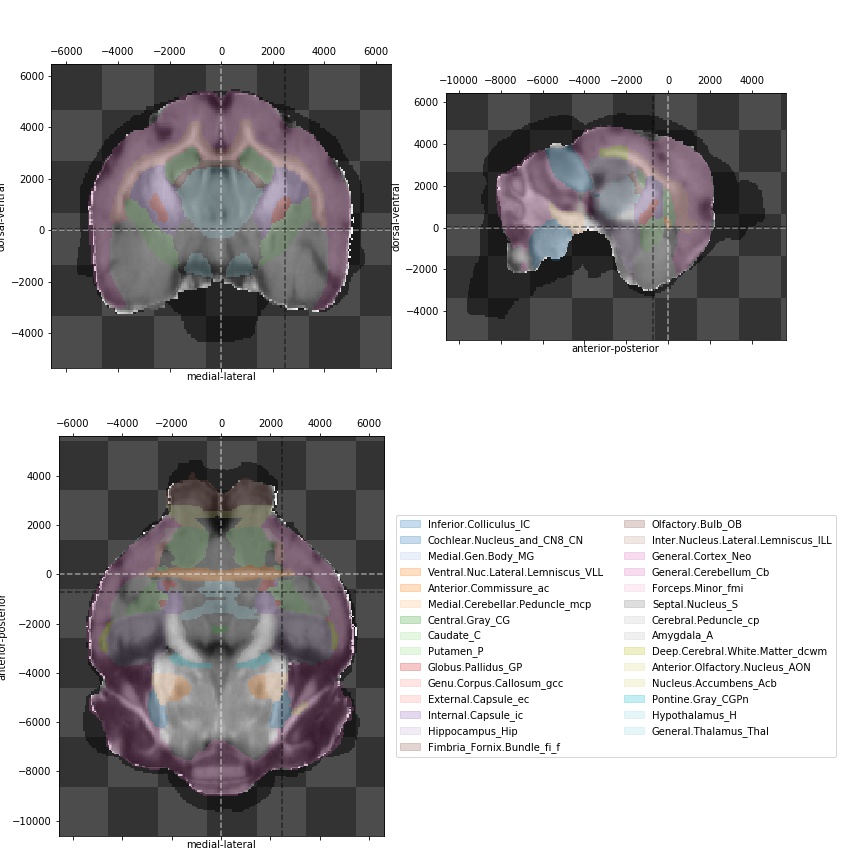 −6000 −4000 −2000 0 2000 4000 6000
6000
4000
2000
0
−2000
−4000
dorsal-ventral
medial-lateral
−10000 −8000 −6000 −4000 −2000 0 2000 4000
6000
4000
2000
0
−2000
−4000
dorsal-ventral
anterior-posterior
−6000 −4000 −2000 0 2000 4000 6000
4000
2000
0
−2000
−4000
−6000
−8000
−10000
anterior-posterior
medial-lateral
Inferior.Colliculus_IC
Cochlear.Nucleus_and_CN8_CN
Medial.Gen.Body_MG
Ventral.Nuc.Lateral.Lemniscus_VLL
Anterior.Commissure_ac
Medial.Cerebellar.Peduncle_mcp
Central.Gray_CG
Caudate_C
Putamen_P
Globus.Pallidus_GP
Genu.Corpus.Callosum_gcc
External.Capsule_ec
Internal.Capsule_ic
Hippocampus_Hip
Fimbria_Fornix.Bundle_fi_f
Olfactory.Bulb_OB
Inter.Nucleus.Lateral.Lemniscus_ILL
General.Cortex_Neo
General.Cerebellum_Cb
Forceps.Minor_fmi
Septal.Nucleus_S
Cerebral.Peduncle_cp
Amygdala_A
Deep.Cerebral.White.Matter_dcwm
Anterior.Olfactory.Nucleus_AON
Nucleus.Accumbens_Acb
Pontine.Gray_CGPn
Hypothalamus_H
General.Thalamus_Thal